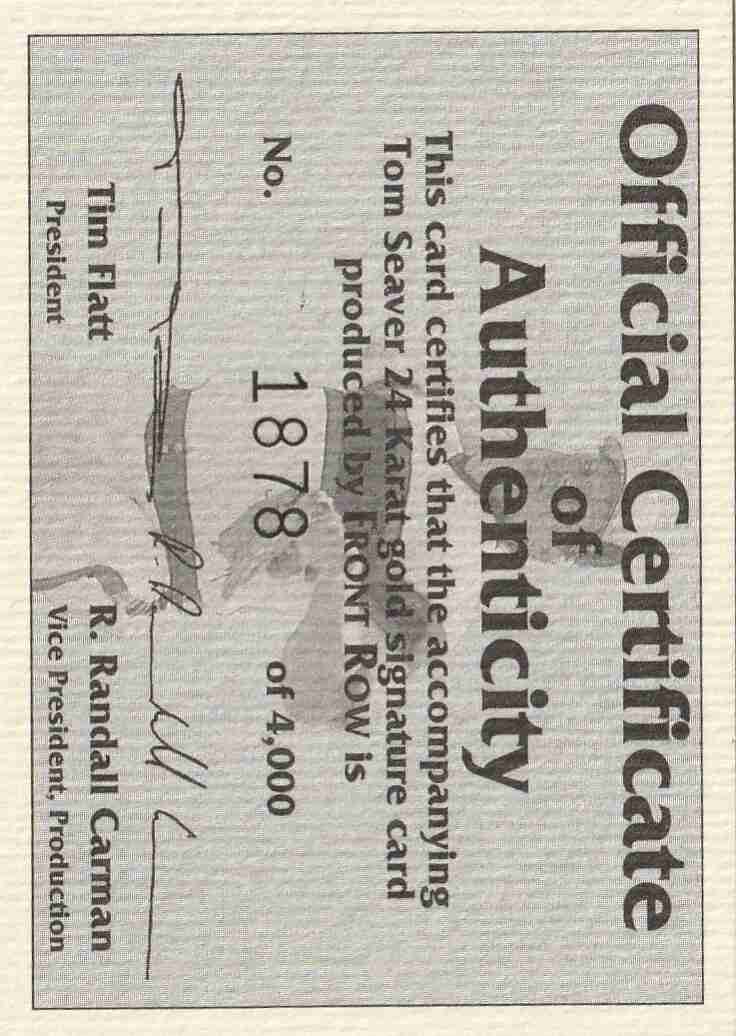 Official Certificate
of
Authenticity
This card certifies that the accompanying
Tom Seaver 24 Karat gold signature card
produced by FRONT ROW is
No. 1878 of 4,000
Tim Flatt R. Randall Carman
President Vice President, Production